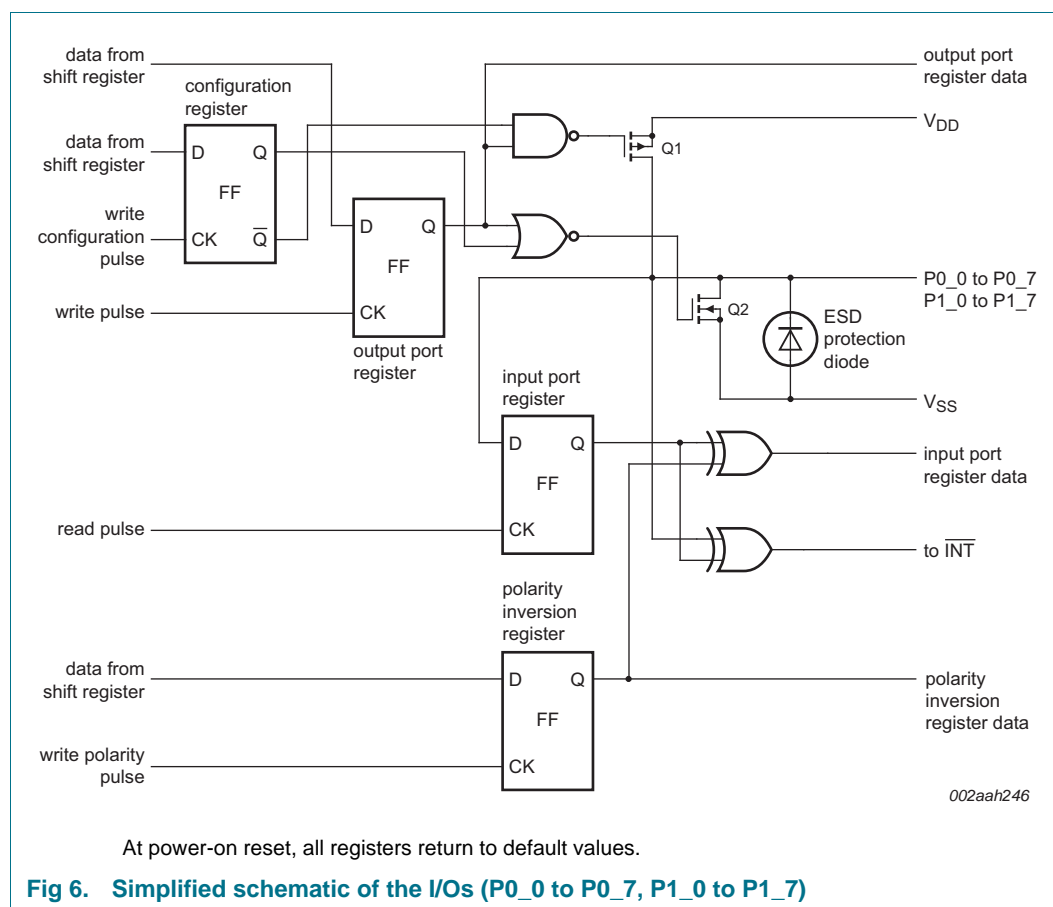 data from
shift register
configuration
register
data from
shift register
D
Q
FF
write
configuration
pulse
CK
Q̅
D
Q
FF
write pulse
CK
output port
register
output port
register data
VDD
Q1
P0_0 to P0_7
P1_0 to P1_7
Q2
ESD
protection
diode
VSS
input port
register
D
Q
FF
read pulse
CK
input port
register data
to I̅N̅T̅
polarity
inversion
register
data from
shift register
D
Q
FF
write polarity
pulse
CK
polarity
inversion
register data
002aah246
At power-on reset, all registers return to default values.
Fig 6. Simplified schematic of the I/Os (P0_0 to P0_7, P1_0 to P1_7)